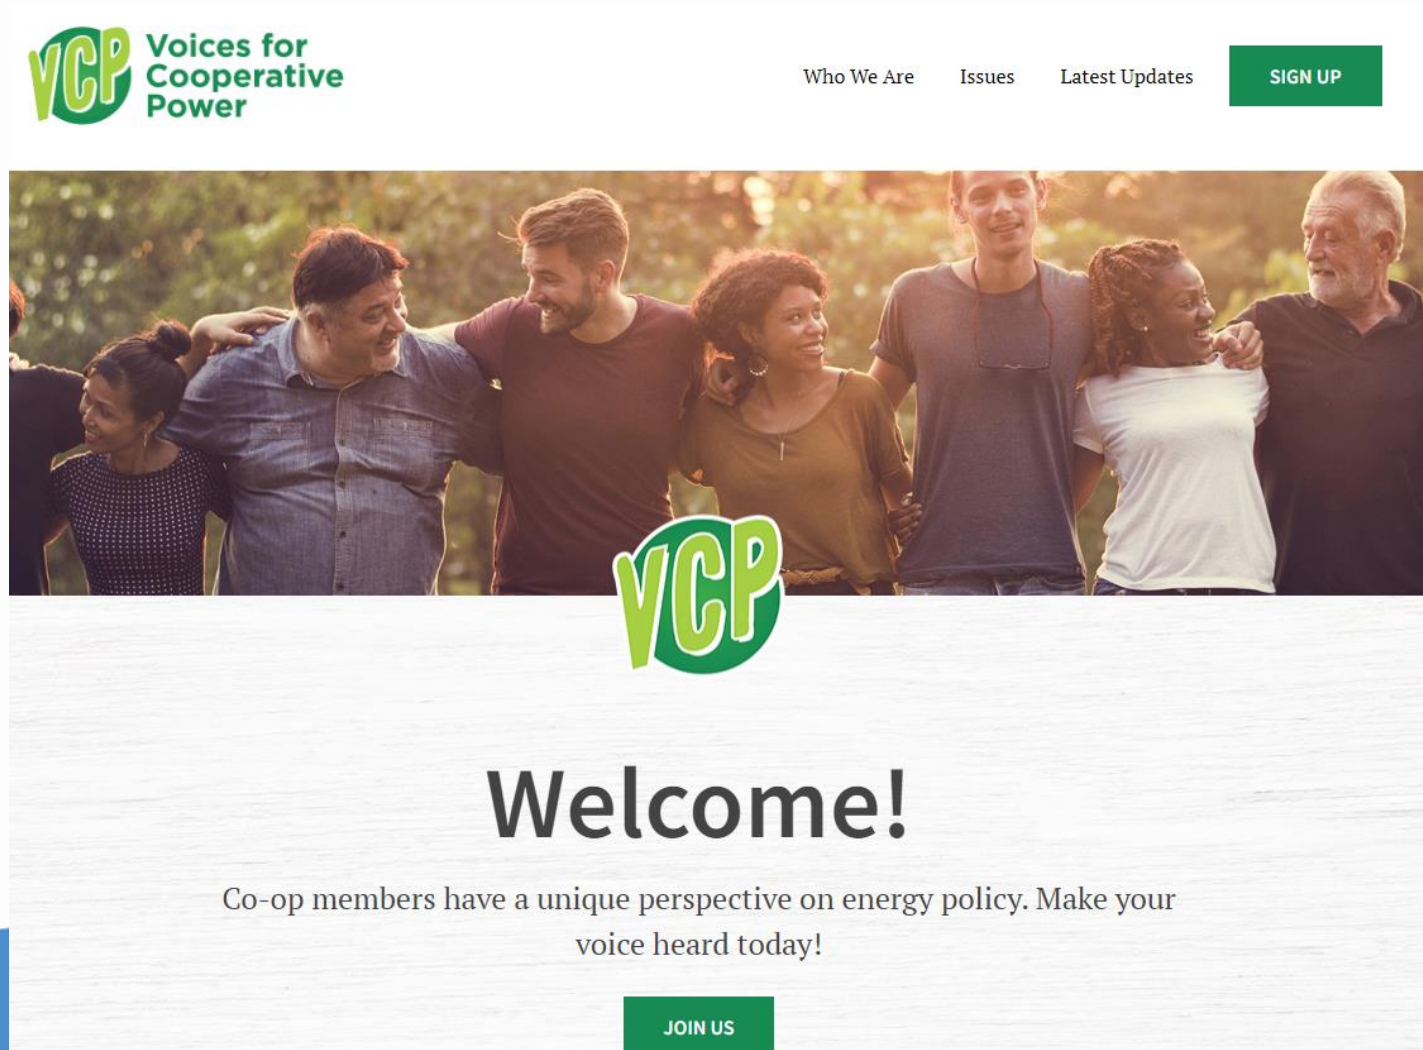 VCP
Voices for
Cooperative
Power
Who We Are
Issues
Latest Updates
SIGN UP
VCP
Welcome!
Co-op members have a unique perspective on energy policy. Make your
voice heard today!
JOIN US